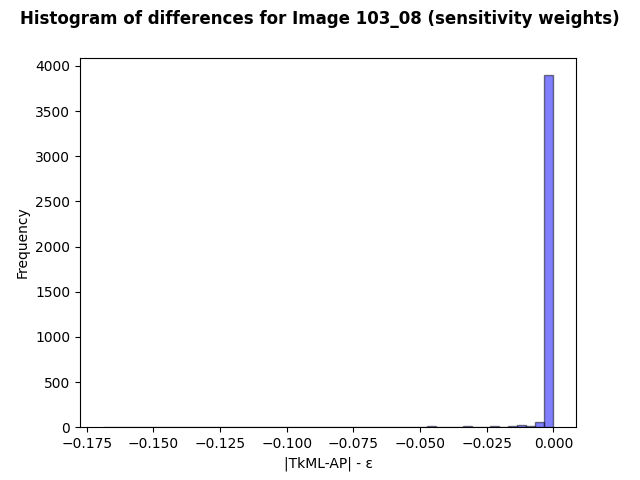 Histogram of differences for Image 103_08 (sensitivity weights)
4000
3500
3000
2500
2000
1500
1000
500
0
Frequency
−0.175 −0.150 −0.125 −0.100 −0.075 −0.050 −0.025 0.000
|TkML-AP| - ε